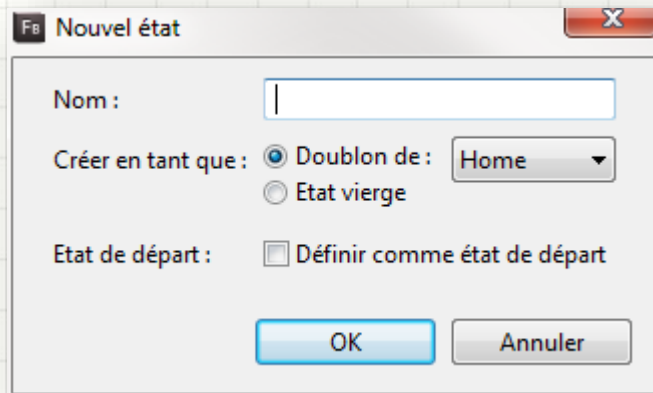 FB Nouvel état
Nom :
Créer en tant que : Doublon de : Home
Etat vierge
Etat de départ : Définir comme état de départ
OK Annuler